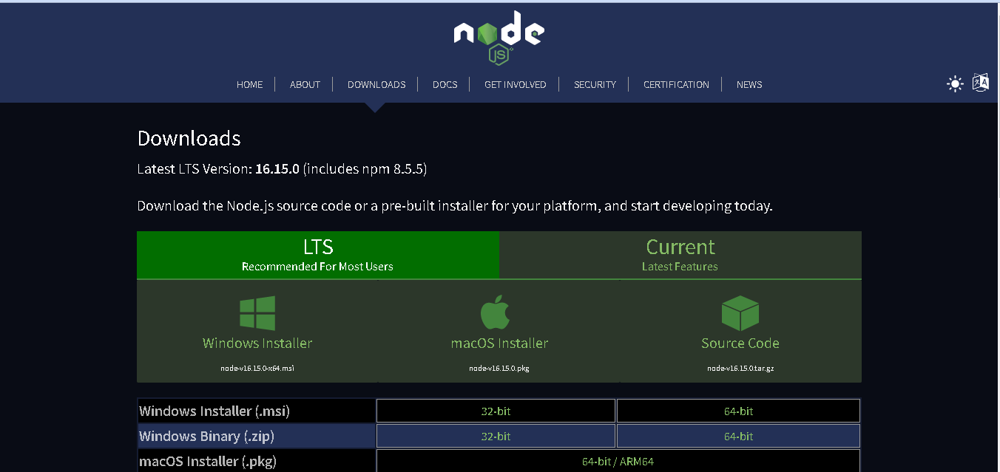 node
JS
HOME ABOUT DOWNLOADS DOCS GET INVOLVED SECURITY CERTIFICATION NEWS
Downloads
Latest LTS Version: 16.15.0 (includes npm 8.5.5)
Download the Node.js source code or a pre-built installer for your platform, and start developing today.
LTS
Recommended For Most Users
Current
Latest Features
Windows Installer
node-v16.15.0-x64.msi
macOS Installer
node-v16.15.0.pkg
Source Code
node-v16.15.0.tar.gz
Windows Installer (.msi) 32-bit 64-bit
Windows Binary (.zip) 32-bit 64-bit
macOS Installer (.pkg) 64-bit / ARM64